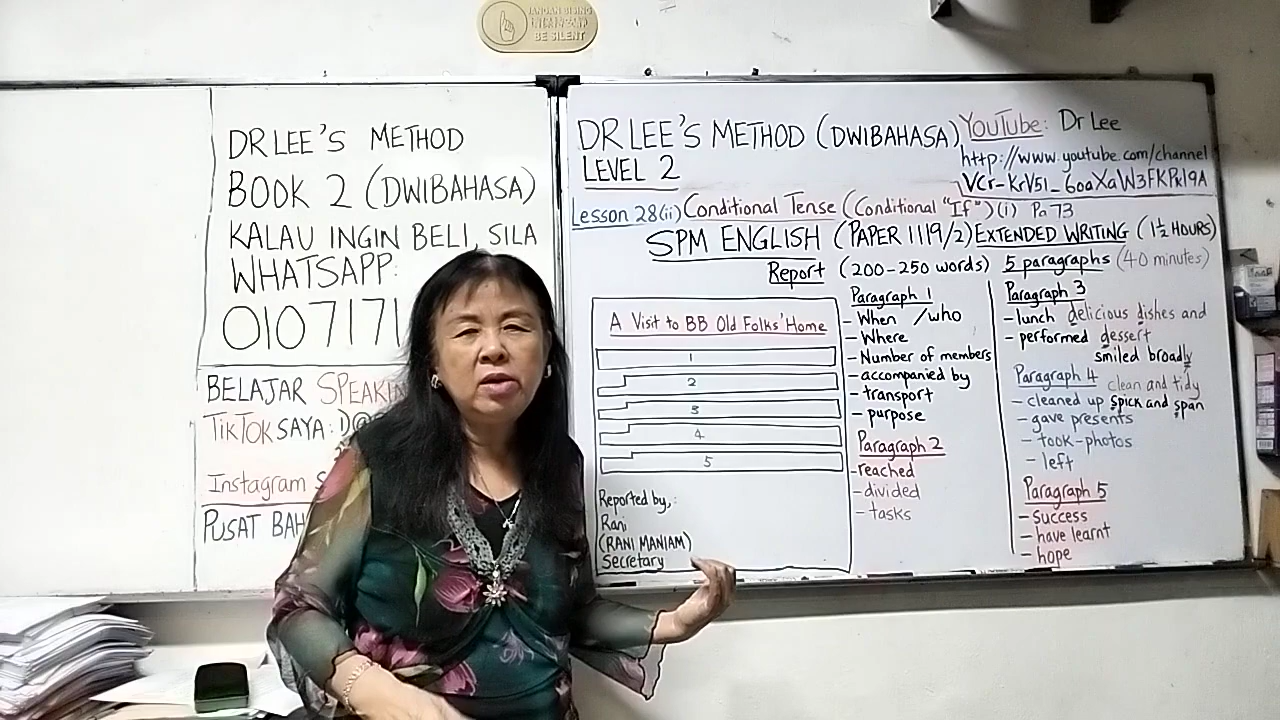 JANGAN BISING
BE SILENT
DR LEE'S METHOD
BOOK 2 (DWIBAHASA)
KALAU INGIN BELI, SILA
WHATSAPP:
0107171
BELAJAR SPEAKIN
TIKTOK SAYA: D@
Instagram S
PUSAT BAH
DR LEE'S METHOD (DWIBAHASA)
LEVEL 2
YouTube: Dr Lee
http://www.youtube.com/channel
Lesson 28(ii) Conditional Tense (Conditional "If")(i) Pa 73
SPM ENGLISH (PAPER 1119/2) EXTENDED WRITING (1½ HOURS)
Report (200-250 words) 5 paragraphs (40 minutes)
A Visit to BB Old Folks' Home
1
2
3
4
5
Reported by,:
Rani
(RANI MANIAM)
Secretary
Paragraph 1
- When /who
- Where
- Number of members
- accompanied by
- transport
- purpose
Paragraph 2
- reached
- divided
- tasks
Paragraph 3
- lunch delicious dishes and
- performed dessert
smiled broadly
Paragraph 4 clean and tidy
- cleaned up spick and span
- gave presents
- took-photos
- left
Paragraph 5
- Success
- have learnt
- hope